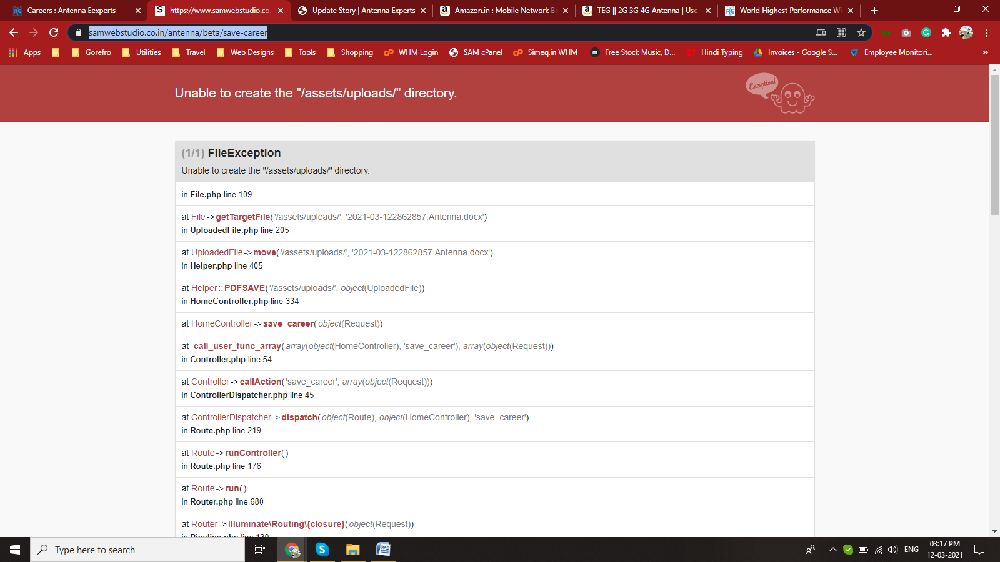 Careers : Antenna Eexperts
https://www.samwebstudio.co.
Update Story | Antenna Experts
Amazon.in : Mobile Network Bo
TEG || 2G 3G 4G Antenna | Use
World Highest Performance Wi
samwebstudio.co.in/antenna/beta/save-career
Apps
Gorefro
Utilities
Travel
Web Designs
Tools
Shopping
WHM Login
SAM cPanel
Simeq.in WHM
Free Stock Music, D...
Hindi Typing
Invoices - Google S...
Employee Monitori...
»
Unable to create the "/assets/uploads/" directory.
Exception!
(1/1) FileException
Unable to create the "/assets/uploads/" directory.
in File.php line 109
at File->getTargetFile('/assets/uploads/', '2021-03-122862857.Antenna.docx')
in UploadedFile.php line 205
at UploadedFile->move('/assets/uploads/', '2021-03-122862857.Antenna.docx')
in Helper.php line 405
at Helper::PDFSAVE('/assets/uploads/', object(UploadedFile))
in HomeController.php line 334
at HomeController->save_career(object(Request))
at call_user_func_array(array(object(HomeController), 'save_career'), array(object(Request)))
in Controller.php line 54
at Controller->callAction('save_career', array(object(Request)))
in ControllerDispatcher.php line 45
at ControllerDispatcher->dispatch(object(Route), object(HomeController), 'save_career')
in Route.php line 219
at Route->runController()
in Route.php line 176
at Route->run()
in Router.php line 680
at Router->Illuminate\Routing\{closure}(object(Request))
in Pipeline.php line 130
Type here to search
ENG
03:17 PM
12-03-2021